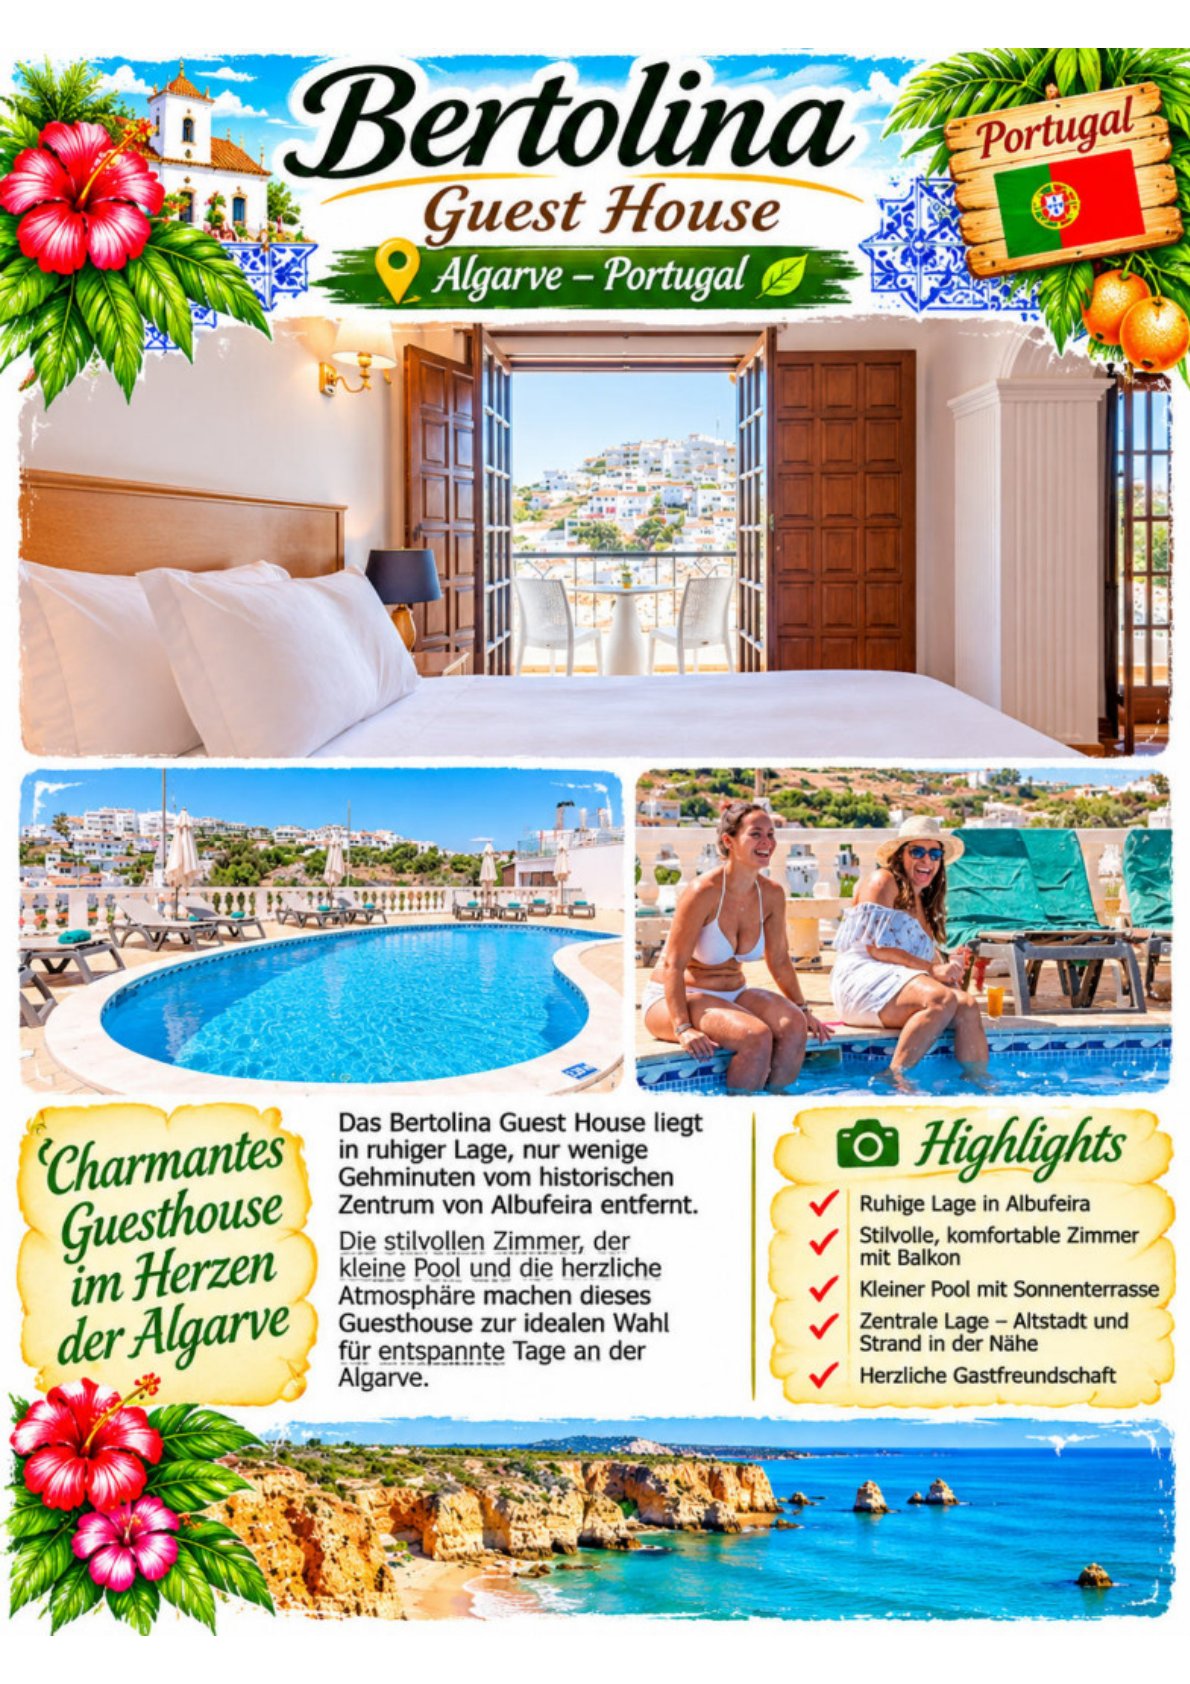 Bertolina
Guest House
Algarve – Portugal
Portugal
Charmantes
Guesthouse
im Herzen
der Algarve
Das Bertolina Guest House liegt
in ruhiger Lage, nur wenige
Gehminuten vom historischen
Zentrum von Albufeira entfernt.
Die stilvollen Zimmer, der
kleine Pool und die herzliche
Atmosphäre machen dieses
Guesthouse zur idealen Wahl
für entspannte Tage an der
Algarve.
Highlights
Ruhige Lage in Albufeira
Stilvolle, komfortable Zimmer
mit Balkon
Kleiner Pool mit Sonnenterrasse
Zentrale Lage – Altstadt und
Strand in der Nähe
Herzliche Gastfreundschaft